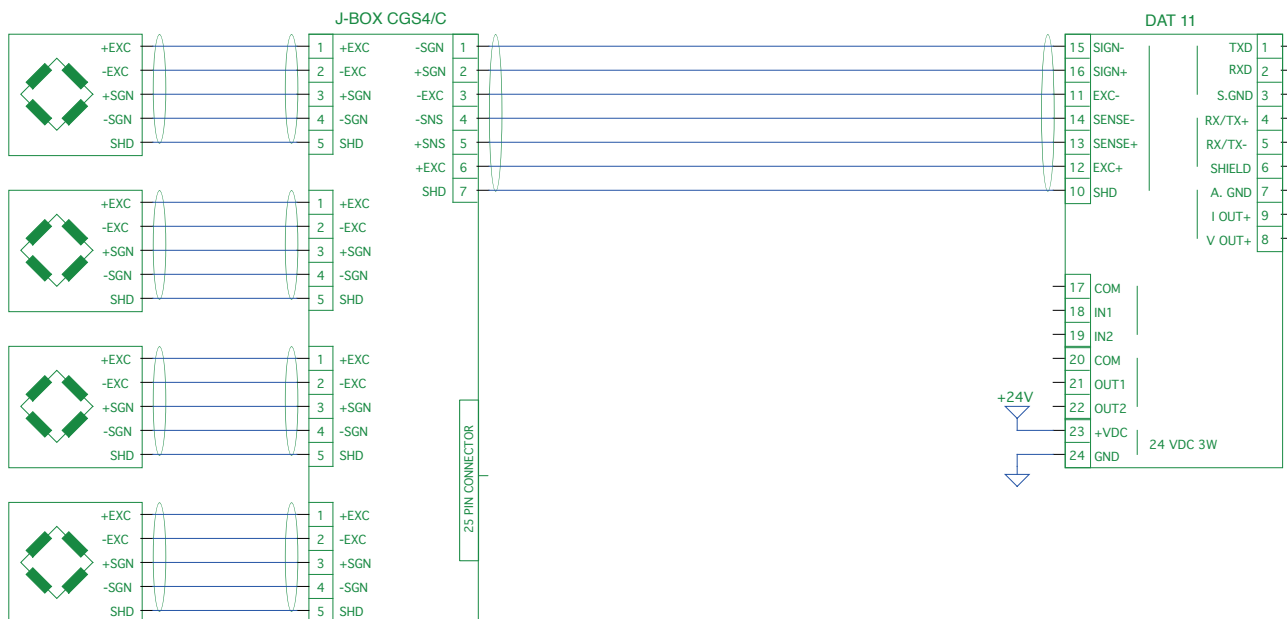 J-BOX CGS4/C
DAT 11
+EXC 1 +EXC
-EXC 2 -EXC
+SGN 3 +SGN
-SGN 4 -SGN
SHD 5 SHD
+EXC 1 +EXC
-EXC 2 -EXC
+SGN 3 +SGN
-SGN 4 -SGN
SHD 5 SHD
+EXC 1 +EXC
-EXC 2 -EXC
+SGN 3 +SGN
-SGN 4 -SGN
SHD 5 SHD
+EXC 1 +EXC
-EXC 2 -EXC
+SGN 3 +SGN
-SGN 4 -SGN
SHD 5 SHD
-SGN 1
+SGN 2
-EXC 3
-SNS 4
+SNS 5
+EXC 6
SHD 7
25 PIN CONNECTOR
15 SIGN-
16 SIGN+
11 EXC-
14 SENSE-
13 SENSE+
12 EXC+
10 SHD
17 COM
18 IN1
19 IN2
20 COM
21 OUT1
22 OUT2
+24V
23 +VDC
24 GND
24 VDC 3W
TXD 1
RXD 2
S.GND 3
RX/TX+ 4
RX/TX- 5
SHIELD 6
A. GND 7
I OUT+ 9
V OUT+ 8